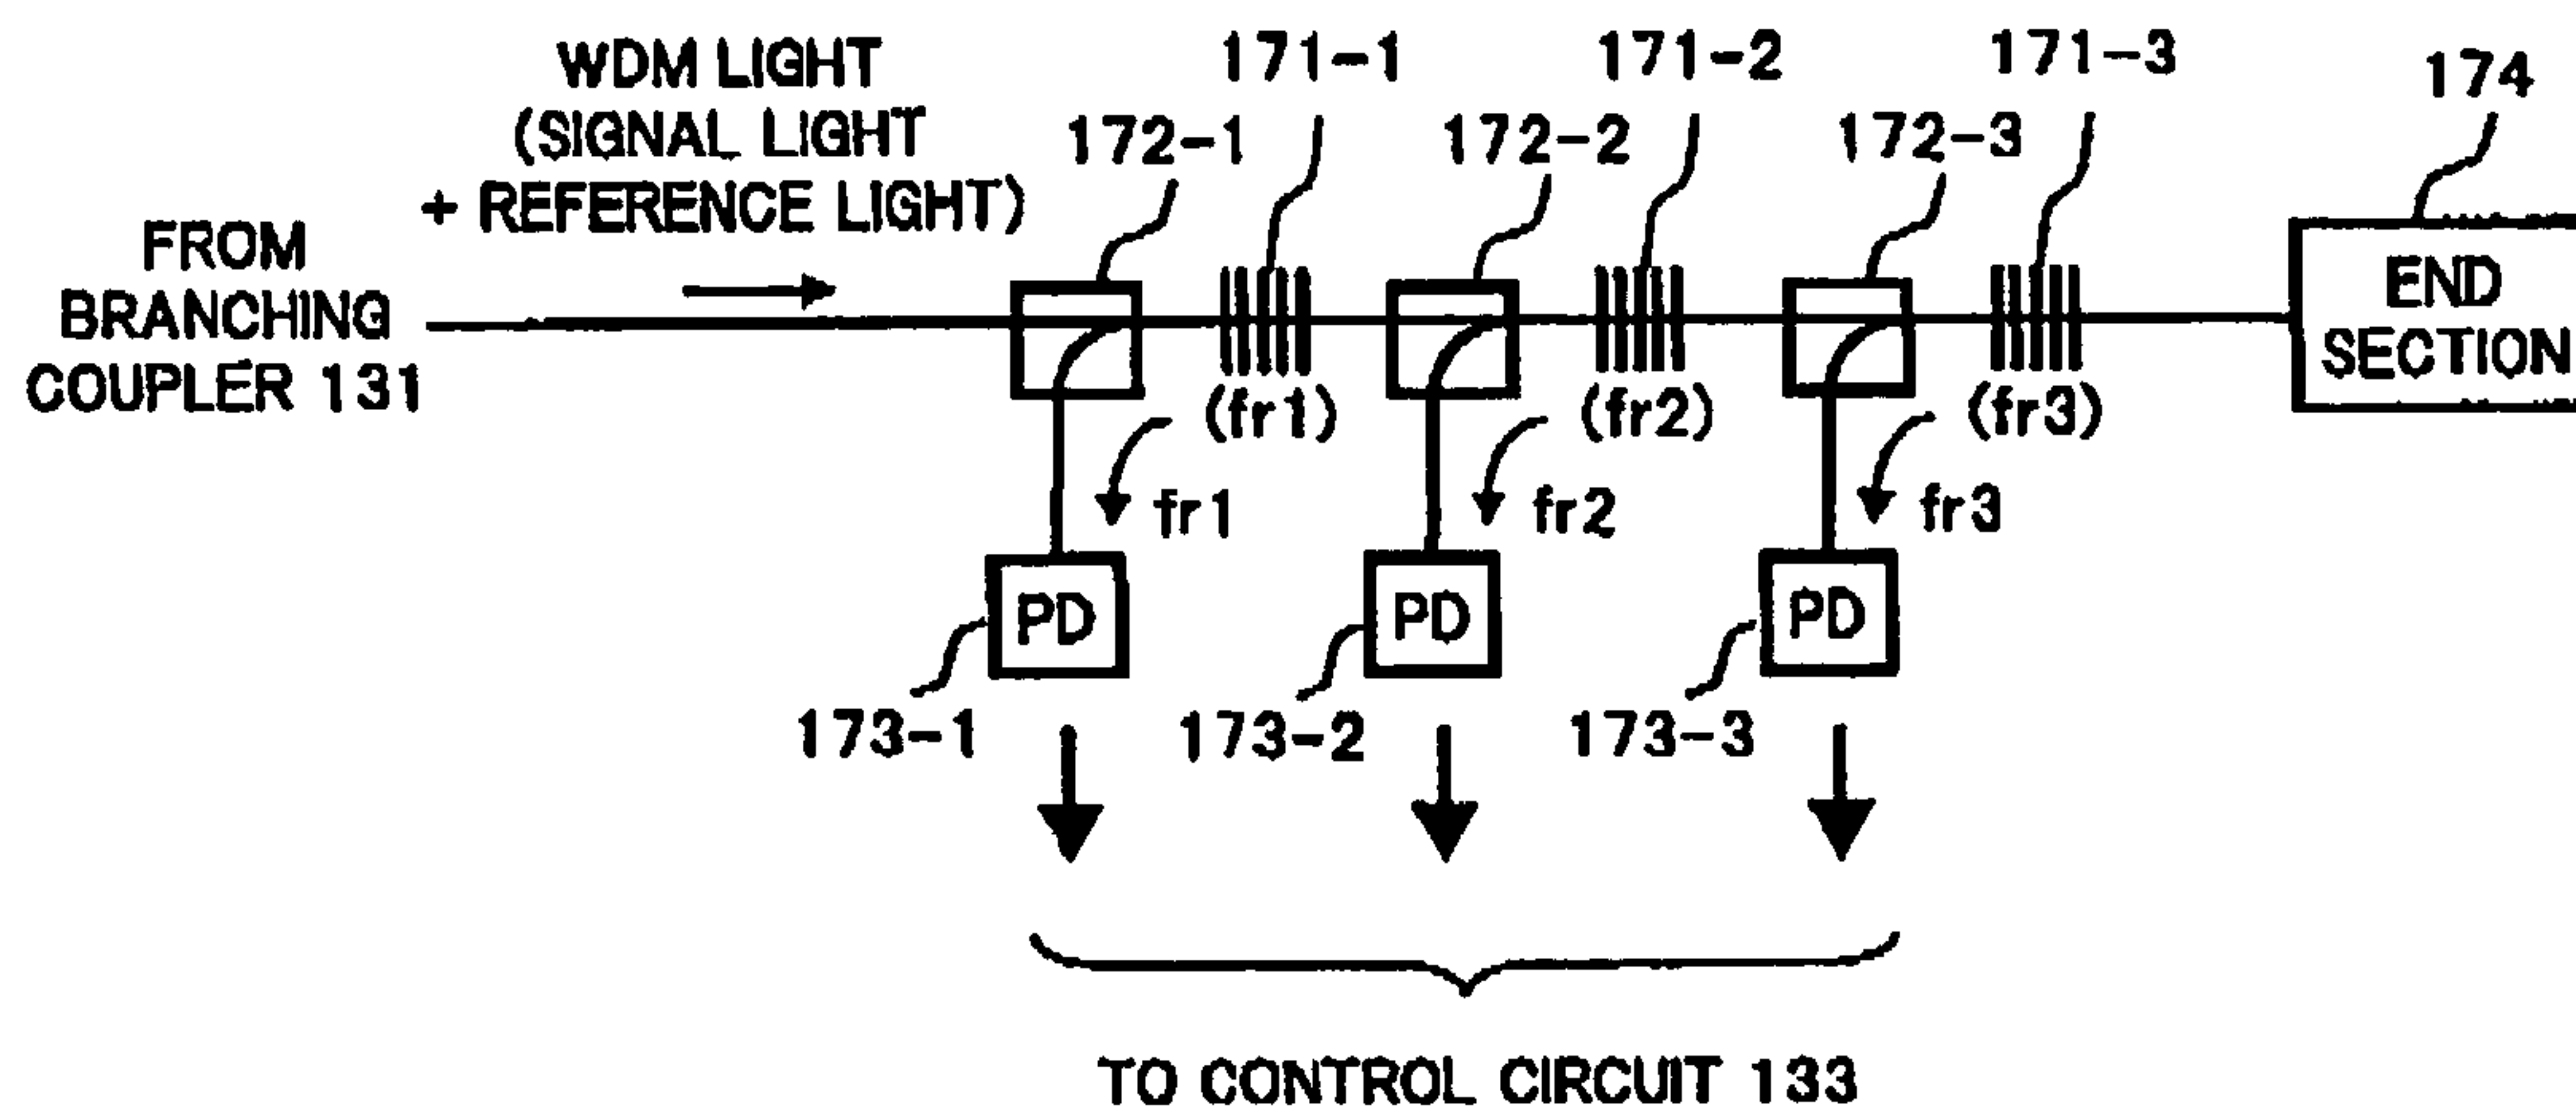 WDM LIGHT
(SIGNAL LIGHT
+ REFERENCE LIGHT)
FROM
BRANCHING
COUPLER 131
171-1
171-2
171-3
174
172-1
172-2
172-3
END
SECTION
(fr1)
(fr2)
(fr3)
fr1
fr2
fr3
PD
PD
PD
173-1
173-2
173-3
TO CONTROL CIRCUIT 133